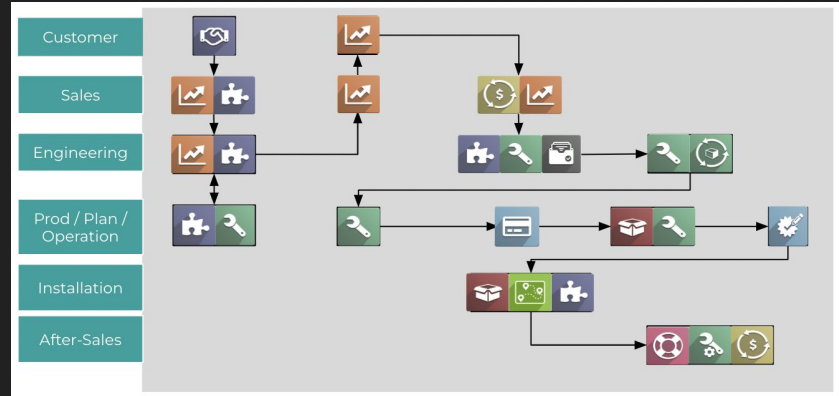 Customer
Sales
Engineering
Prod / Plan /
Operation
Installation
After-Sales